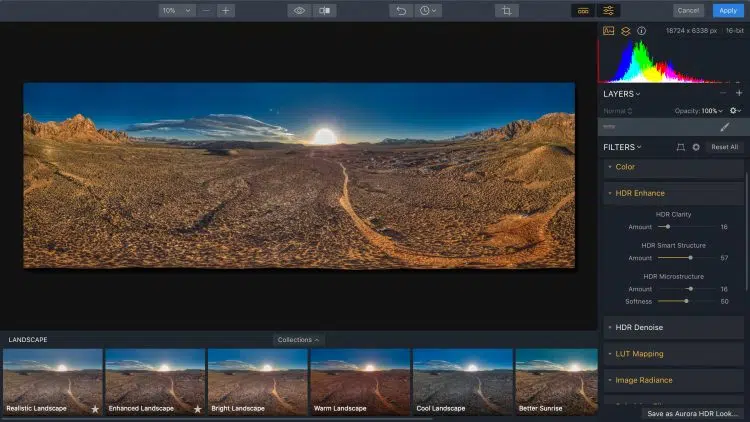 10%
Cancel
Apply
18724 x 6338 px
16-bit
LAYERS
Normal
Opacity: 100%
FILTERS
Reset All
Color
HDR Enhance
HDR Clarity
Amount 16
HDR Smart Structure
Amount 57
HDR Microstructure
Amount 16
Softness 50
HDR Denoise
LUT Mapping
Image Radiance
Save as Aurora HDR Look...
LANDSCAPE
Collections
Realistic Landscape
Enhanced Landscape
Bright Landscape
Warm Landscape
Cool Landscape
Better Sunrise